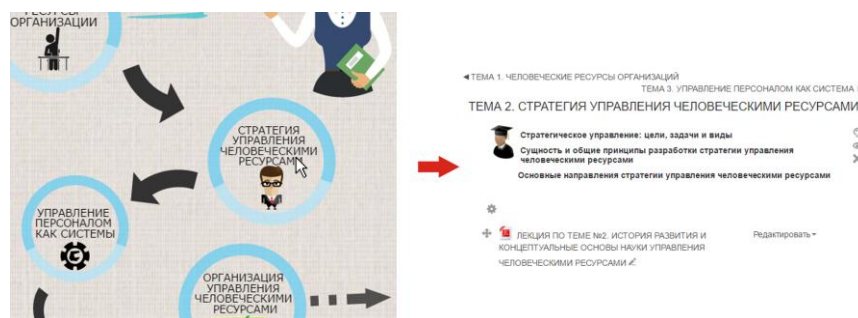 РЕСУРСЫ
ОРГАНИЗАЦИИ
СТРАТЕГИЯ
УПРАВЛЕНИЯ
ЧЕЛОВЕЧЕСКИМИ
РЕСУРСАМИ
УПРАВЛЕНИЕ
ПЕРСОНАЛОМ
КАК СИСТЕМЫ
ОРГАНИЗАЦИЯ
УПРАВЛЕНИЯ
ЧЕЛОВЕЧЕСКИМИ
РЕСУРСАМИ
◄ТЕМА 1. ЧЕЛОВЕЧЕСКИЕ РЕСУРСЫ ОРГАНИЗАЦИЙ
ТЕМА 3. УПРАВЛЕНИЕ ПЕРСОНАЛОМ КАК СИСТЕМА
ТЕМА 2. СТРАТЕГИЯ УПРАВЛЕНИЯ ЧЕЛОВЕЧЕСКИМИ РЕСУРСАМИ
Стратегическое управление: цели, задачи и виды
Сущность и общие принципы разработки стратегии управления
человеческими ресурсами
Основные направления стратегии управления человеческими ресурсами
ЛЕКЦИЯ ПО ТЕМЕ №2. ИСТОРИЯ РАЗВИТИЯ И
КОНЦЕПТУАЛЬНЫЕ ОСНОВЫ НАУКИ УПРАВЛЕНИЯ
ЧЕЛОВЕЧЕСКИМИ РЕСУРСАМИ
Редактировать